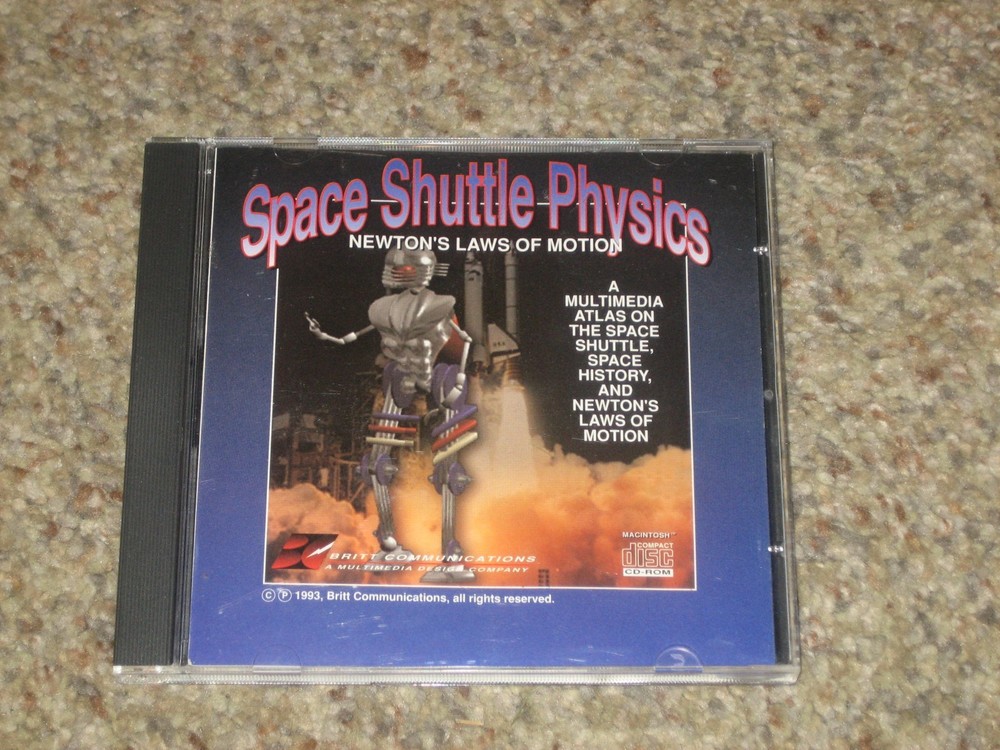 Space Shuttle Physics
NEWTON'S LAWS OF MOTION
A
MULTIMEDIA
ATLAS ON
THE SPACE
SHUTTLE,
SPACE
HISTORY,
AND
NEWTON'S
LAWS OF
MOTION
MACINTOSH™
COMPACT
disc
CD-ROM
BRITT COMMUNICATIONS
A MULTIMEDIA DESIGN COMPANY
© ℗ 1993, Britt Communications, all rights reserved.